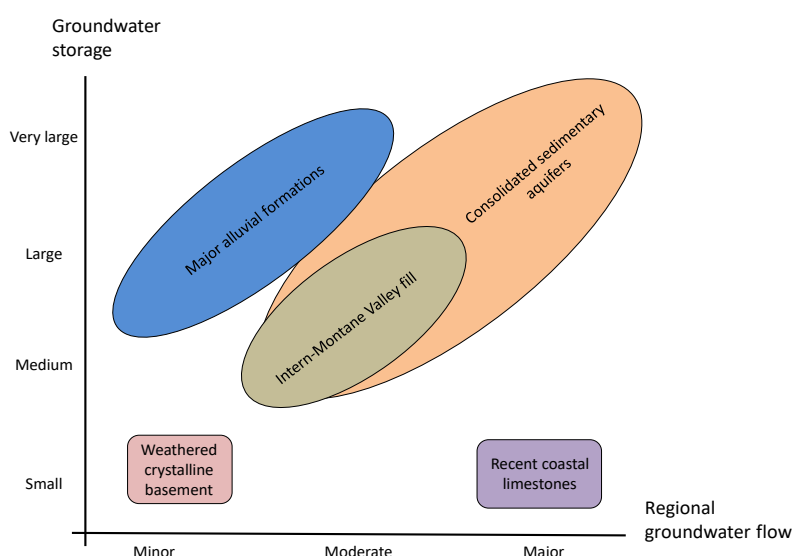 Groundwater
storage
Very large
Large
Medium
Small
Major alluvial formations
Consolidated sedimentary
aquifers
Intern-Montane Valley fill
Weathered
crystalline
basement
Recent coastal
limestones
Regional
groundwater flow
Minor
Moderate
Major